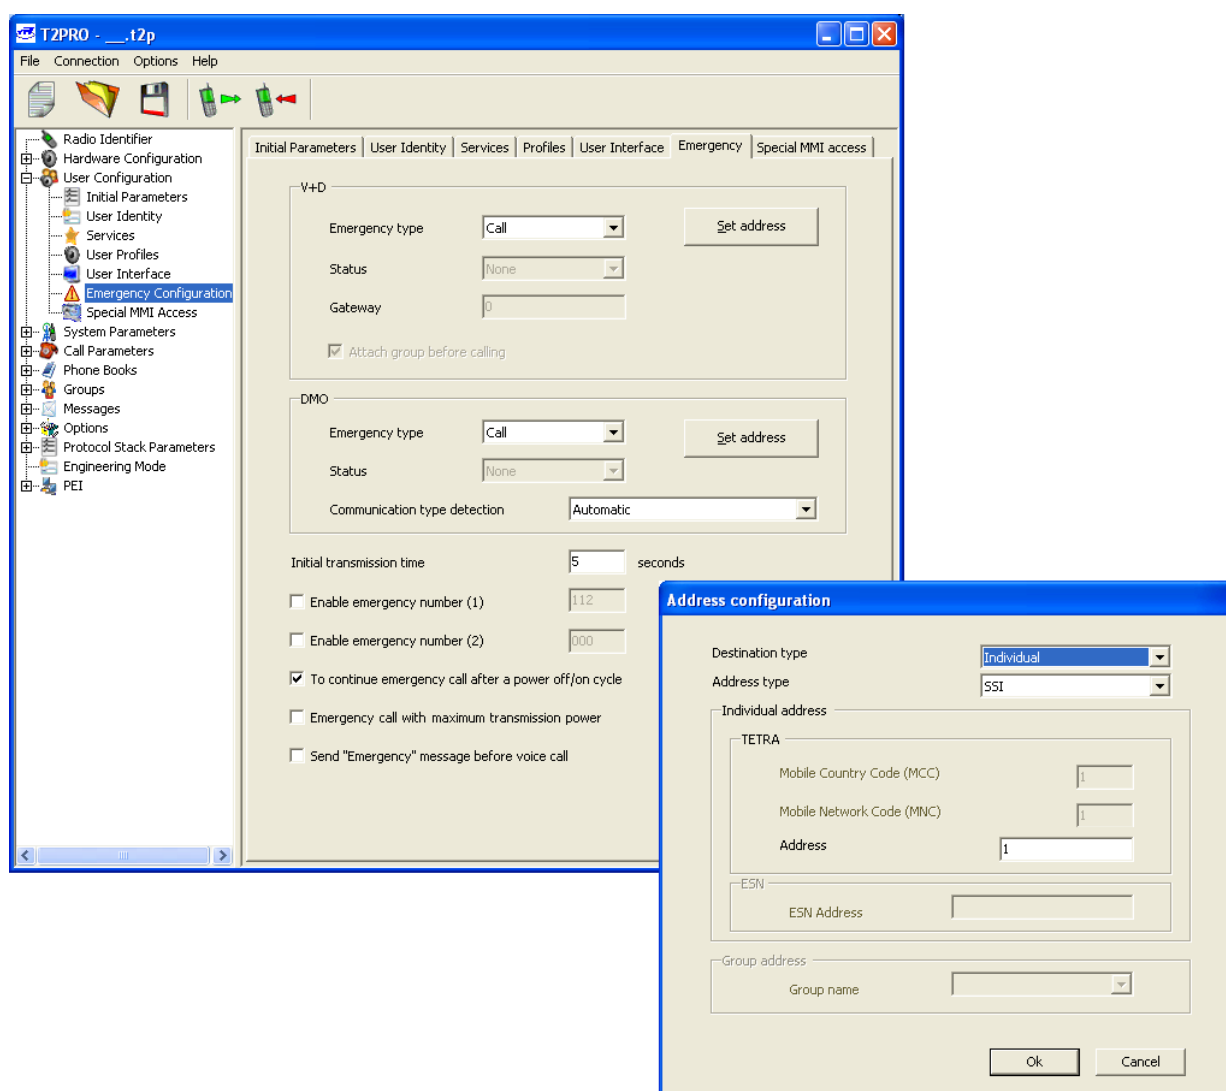 T2PRO - __.t2p
File Connection Options Help
Radio Identifier
Hardware Configuration
User Configuration
Initial Parameters
User Identity
Services
User Profiles
User Interface
Emergency Configuration
Special MMI Access
System Parameters
Call Parameters
Phone Books
Groups
Messages
Options
Protocol Stack Parameters
Engineering Mode
PEI
Initial Parameters User Identity Services Profiles User Interface Emergency Special MMI access
V+D
Emergency type Call Set address
Status None
Gateway 0
Attach group before calling
DMO
Emergency type Call Set address
Status None
Communication type detection Automatic
Initial transmission time 5 seconds
Enable emergency number (1) 112
Enable emergency number (2) 000
To continue emergency call after a power off/on cycle
Emergency call with maximum transmission power
Send "Emergency" message before voice call
Address configuration
Destination type Individual
Address type SSI
Individual address
TETRA
Mobile Country Code (MCC) 1
Mobile Network Code (MNC) 1
Address 1
ESN
ESN Address
Group address
Group name
Ok Cancel